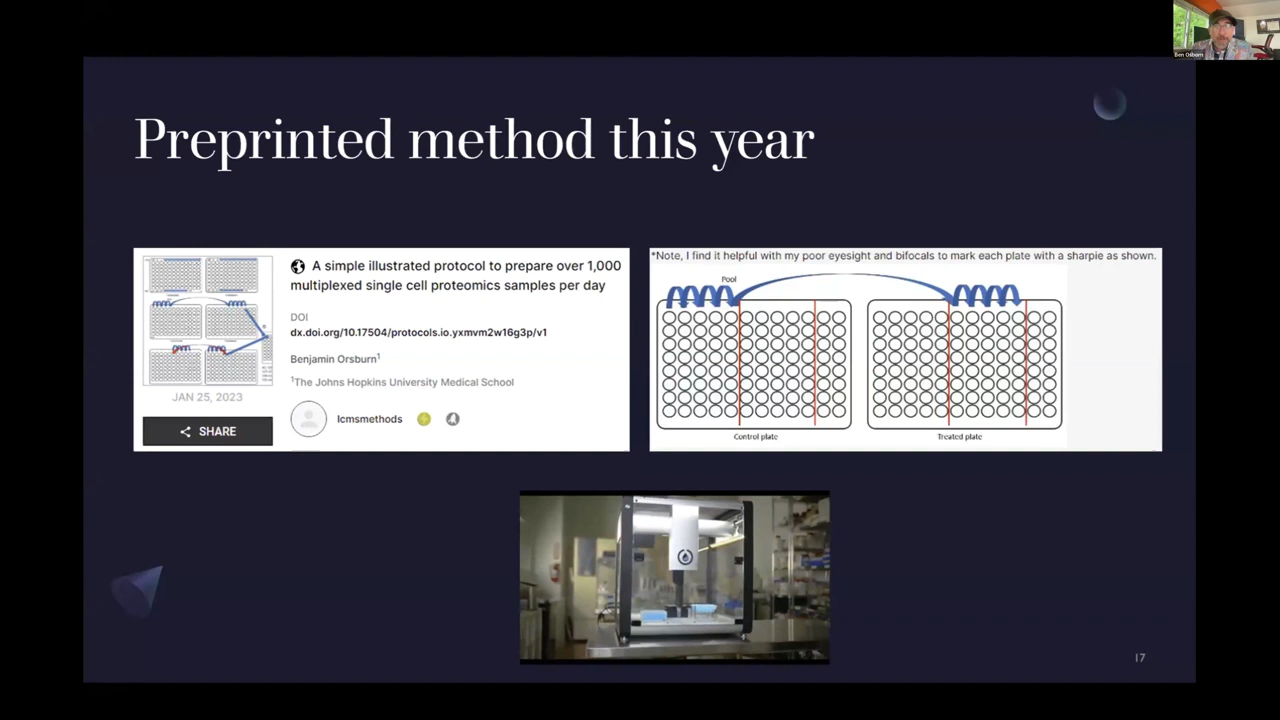 Ben Orsburn
Preprinted method this year
A simple illustrated protocol to prepare over 1,000
multiplexed single cell proteomics samples per day
DOI
dx.doi.org/10.17504/protocols.io.yxmvm2w16g3p/v1
Benjamin Orsburn1
1The Johns Hopkins University Medical School
JAN 25, 2023
SHARE
lcmsmethods
*Note, I find it helpful with my poor eyesight and bifocals to mark each plate with a sharpie as shown.
Pool
Control plate
Treated plate
17